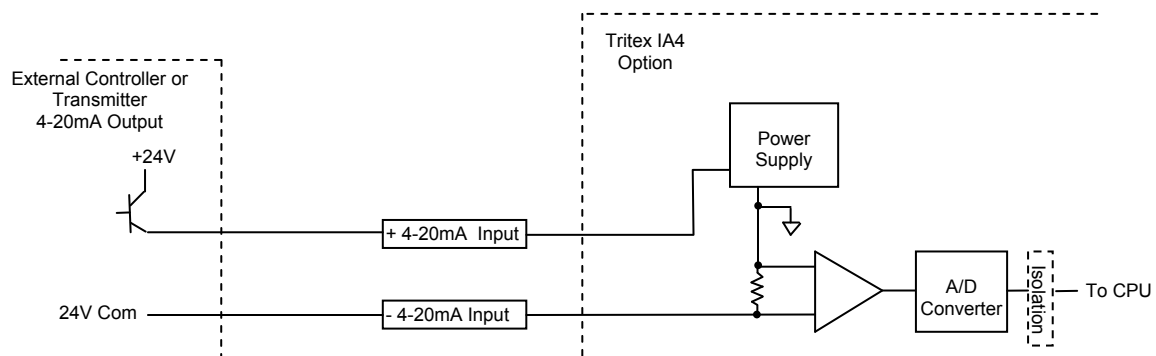 Tritex IA4
Option
External Controller or
Transmitter
4-20mA Output
+24V
Power
Supply
+ 4-20mA Input
A/D
Converter
Isolation
To CPU
24V Com
- 4-20mA Input